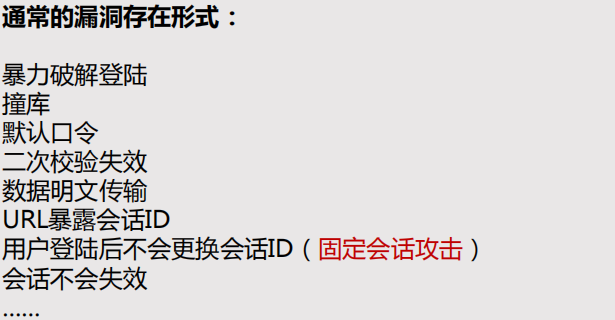 通常的漏洞存在形式：
暴力破解登陆
撞库
默认口令
二次校验失效
数据明文传输
URL暴露会话ID
用户登陆后不会更换会话ID（固定会话攻击）
会话不会失效
……